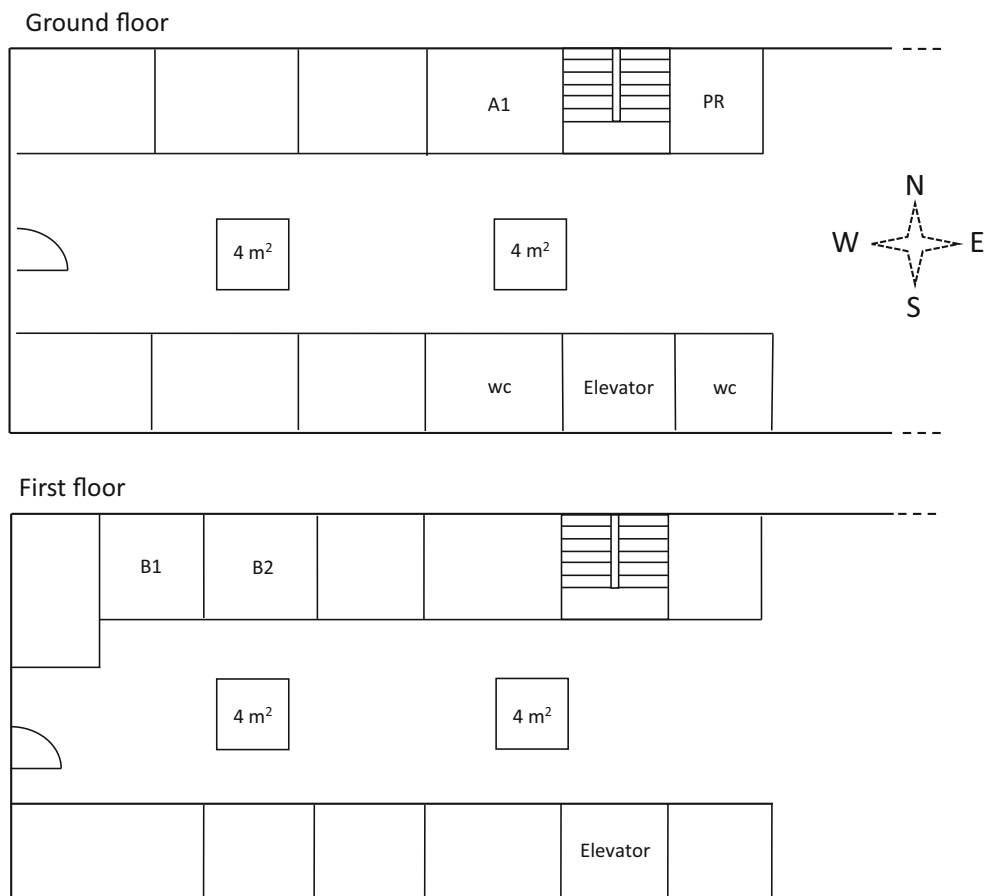 Ground floor
A1
PR
N
4 m²
4 m²
W
E
S
wc
Elevator
wc
First floor
B1
B2
4 m²
4 m²
Elevator